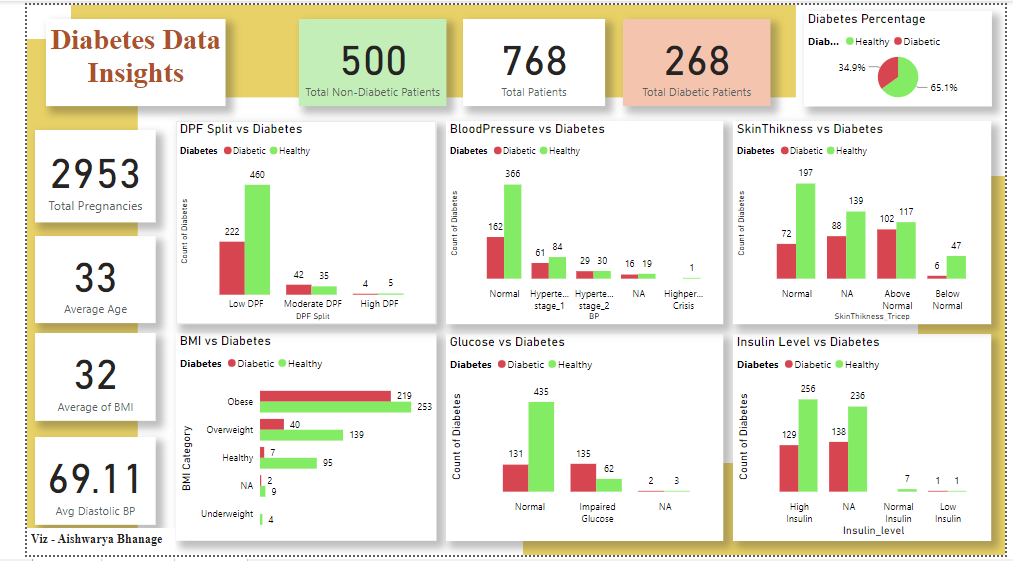 Diabetes Data
Insights
500
Total Non-Diabetic Patients
768
Total Patients
268
Total Diabetic Patients
Diabetes Percentage
Diab... Healthy Diabetic
34.9%
65.1%
2953
Total Pregnancies
33
Average Age
32
Average of BMI
69.11
Avg Diastolic BP
Viz - Aishwarya Bhanage
DPF Split vs Diabetes
Diabetes Diabetic Healthy
Count of Diabetes
222 460
42 35
4 5
Low DPF Moderate DPF High DPF
DPF Split
BloodPressure vs Diabetes
Diabetes Diabetic Healthy
Count of Diabetes
162 366
61 84
29 30
16 19
1
Normal Hyperte... Hyperte... NA Highper...
stage_1 stage_2 Crisis
BP
SkinThikness vs Diabetes
Diabetes Diabetic Healthy
Count of Diabetes
72 197
88 139
102 117
6 47
Normal NA Above Below
Normal Normal
SkinThikness_Tricep
BMI vs Diabetes
Diabetes Diabetic Healthy
BMI Category
Obese 219
253
Overweight 40
139
Healthy 7
95
NA 2
9
Underweight 4
Glucose vs Diabetes
Diabetes Diabetic Healthy
Count of Diabetes
131 435
135 62
2 3
Normal Impaired NA
Glucose
Insulin Level vs Diabetes
Diabetes Diabetic Healthy
Count of Diabetes
129 256
138 236
7
1 1
High NA Normal Low
Insulin Insulin Insulin
Insulin_level